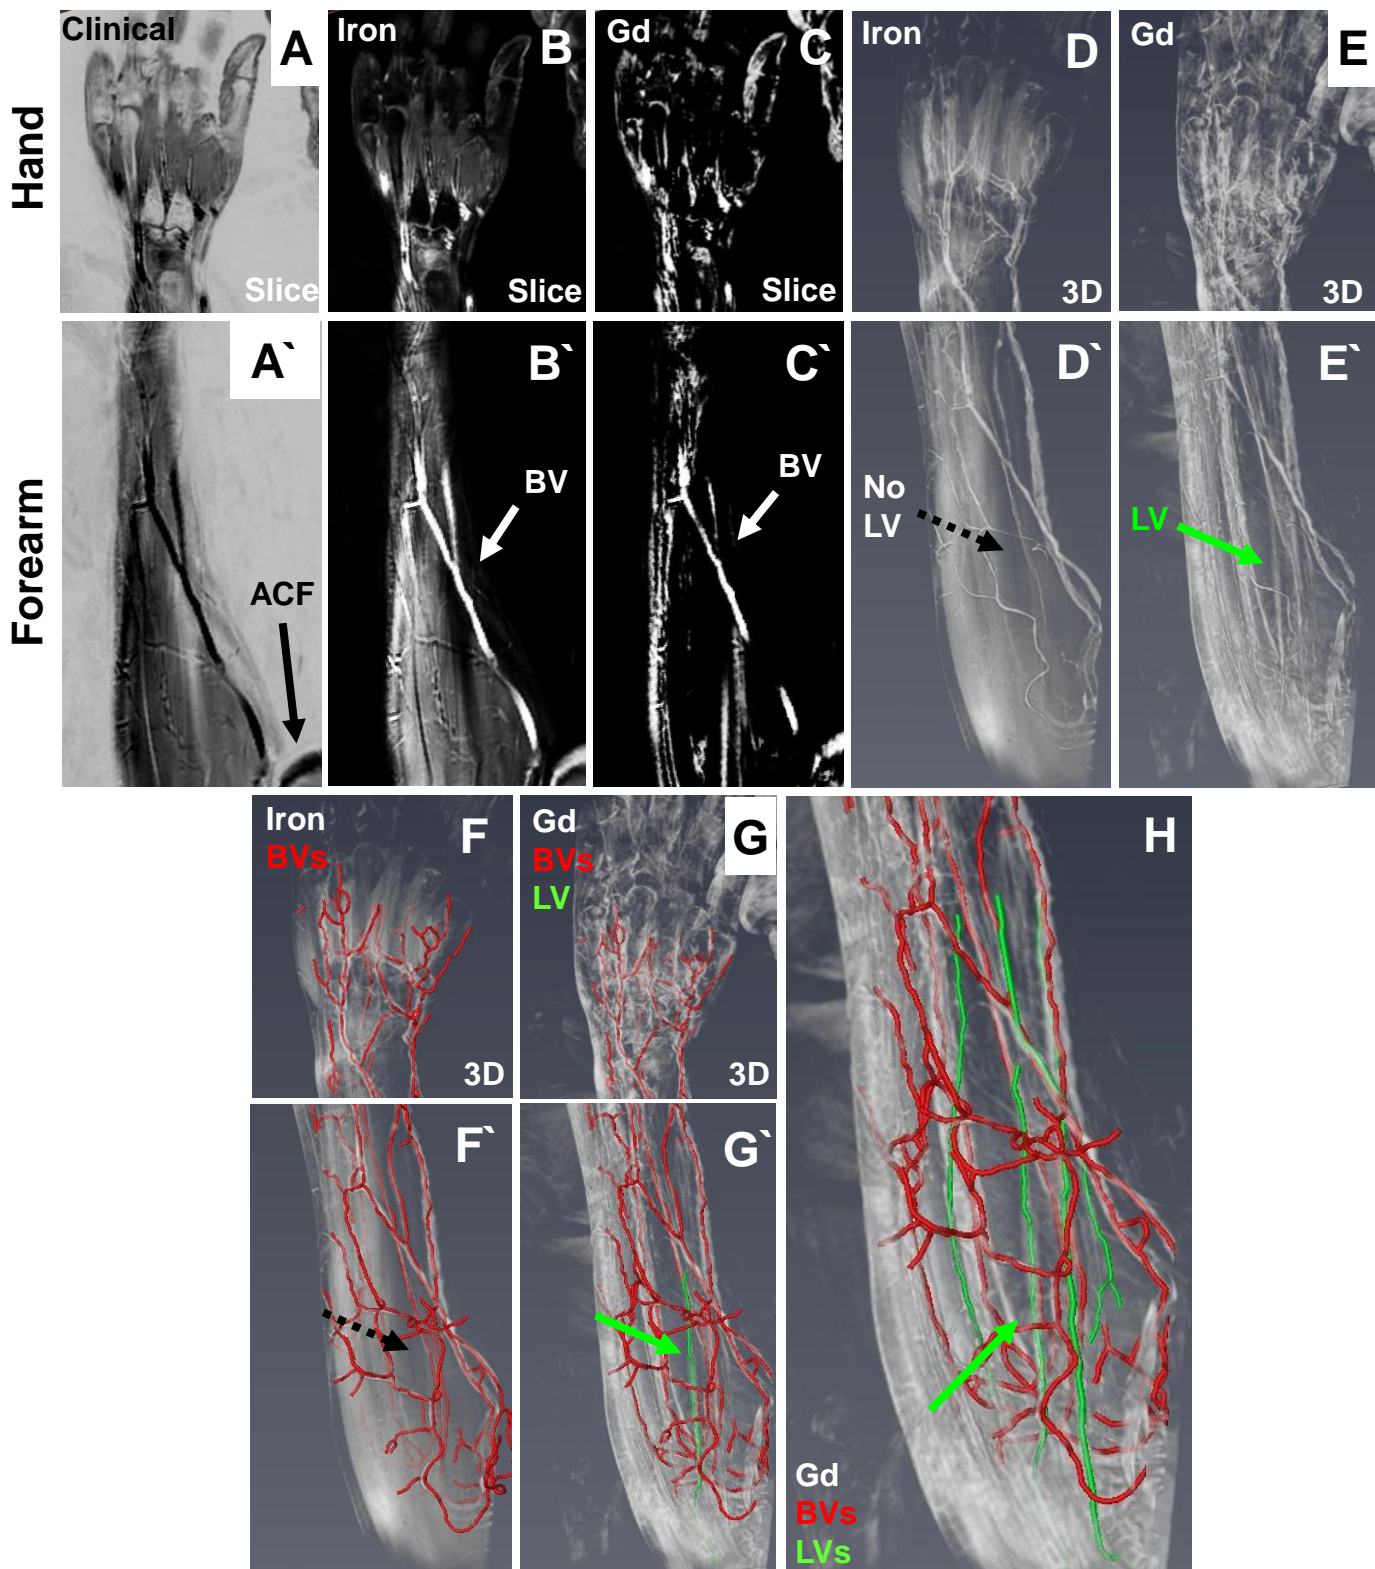 Hand
Clinical
A
Slice
Iron
B
Slice
Gd
C
Slice
Iron
D
3D
Gd
E
3D
Forearm
A`
ACF
B`
BV
C`
BV
D`
No
LV
E`
LV
Iron
BVs
F
3D
Gd
BVs
LV
G
3D
F`
G`
H
Gd
BVs
LVs